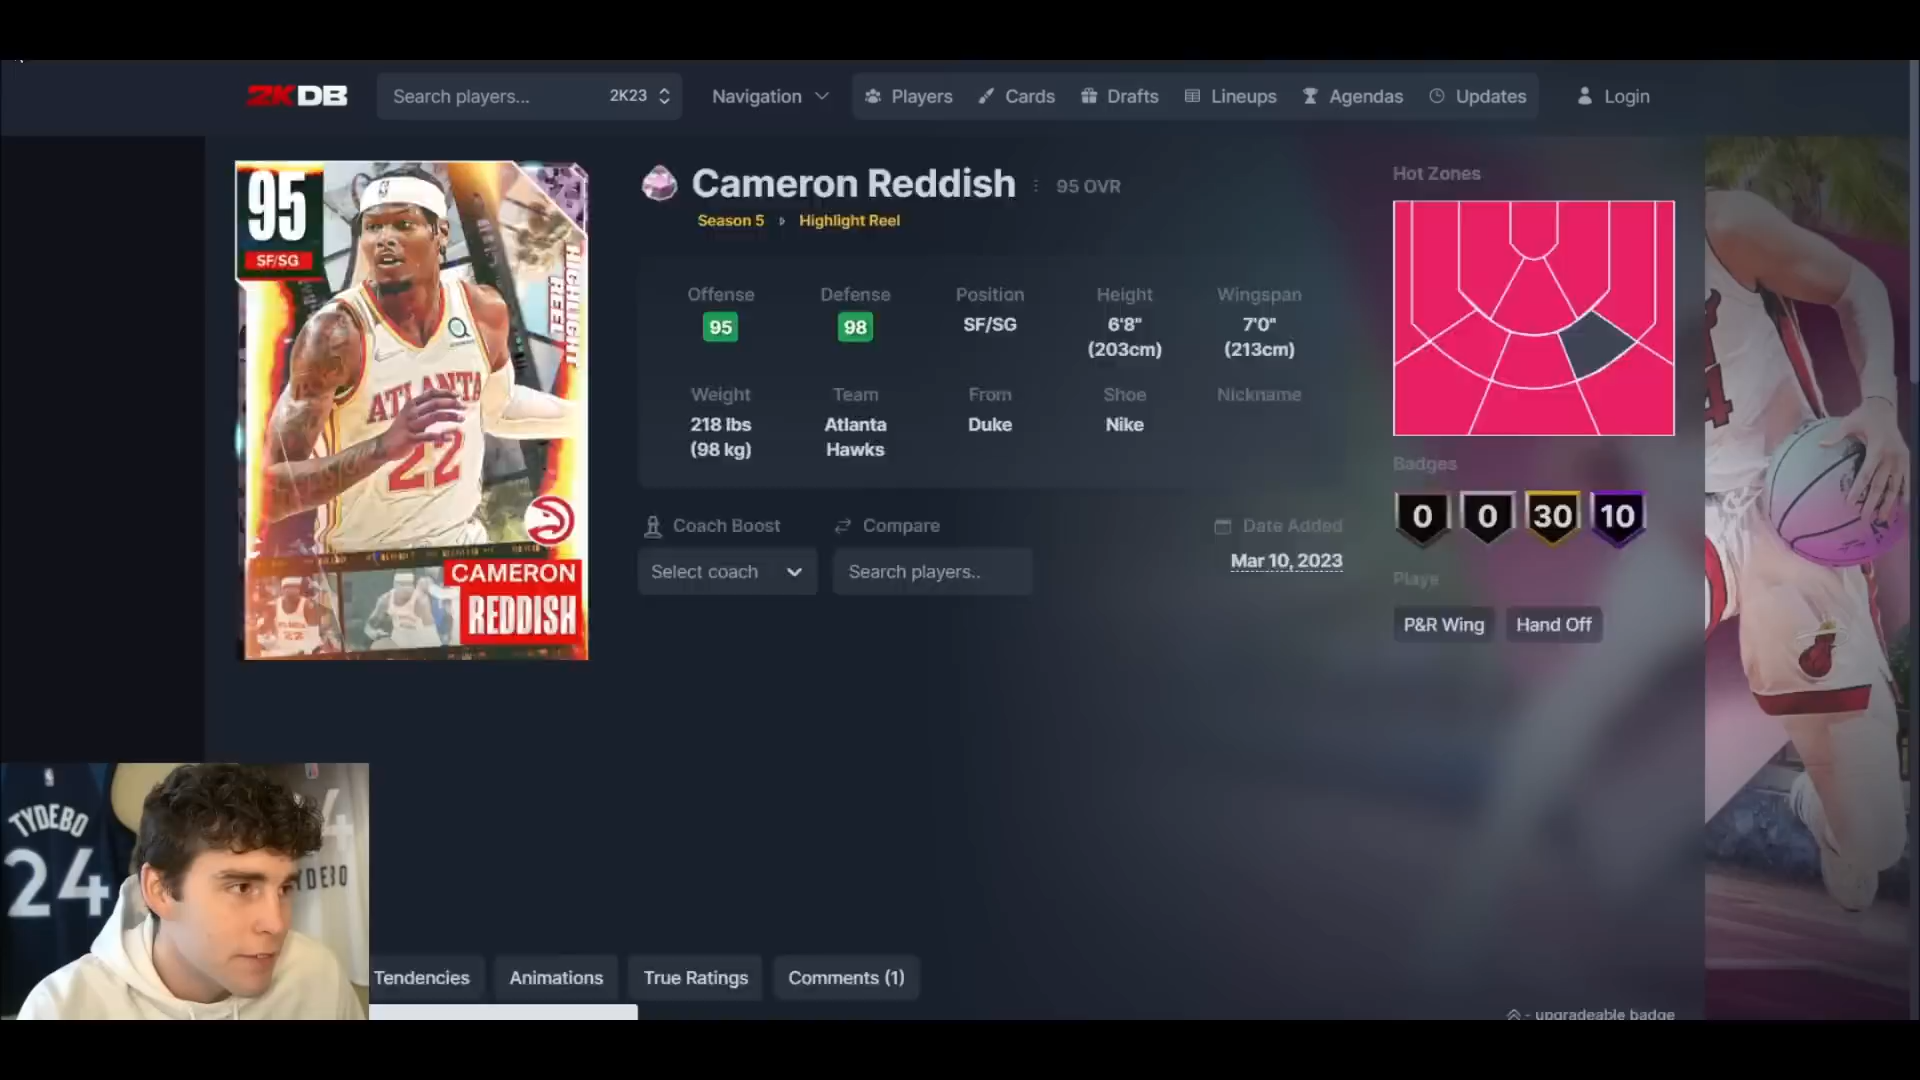 2KDB
Search players...
2K23
Navigation
Players
Cards
Drafts
Lineups
Agendas
Updates
Login
95
SF/SG
HIGHLIGHT
REEL
ATLANTA
22
CAMERON
REDDISH
Cameron Reddish
95 OVR
Season 5
Highlight Reel
Offense
95
Defense
98
Position
SF/SG
Height
6'8"
(203cm)
Wingspan
7'0"
(213cm)
Weight
218 lbs
(98 kg)
Team
Atlanta
Hawks
From
Duke
Shoe
Nike
Nickname
Coach Boost
Select coach
Compare
Search players..
Date Added
Mar 10, 2023
Hot Zones
Badges
0 0 30 10
Plays
P&R Wing
Hand Off
TYDEBO
24
Tendencies
Animations
True Ratings
Comments (1)
- upgradeable badge